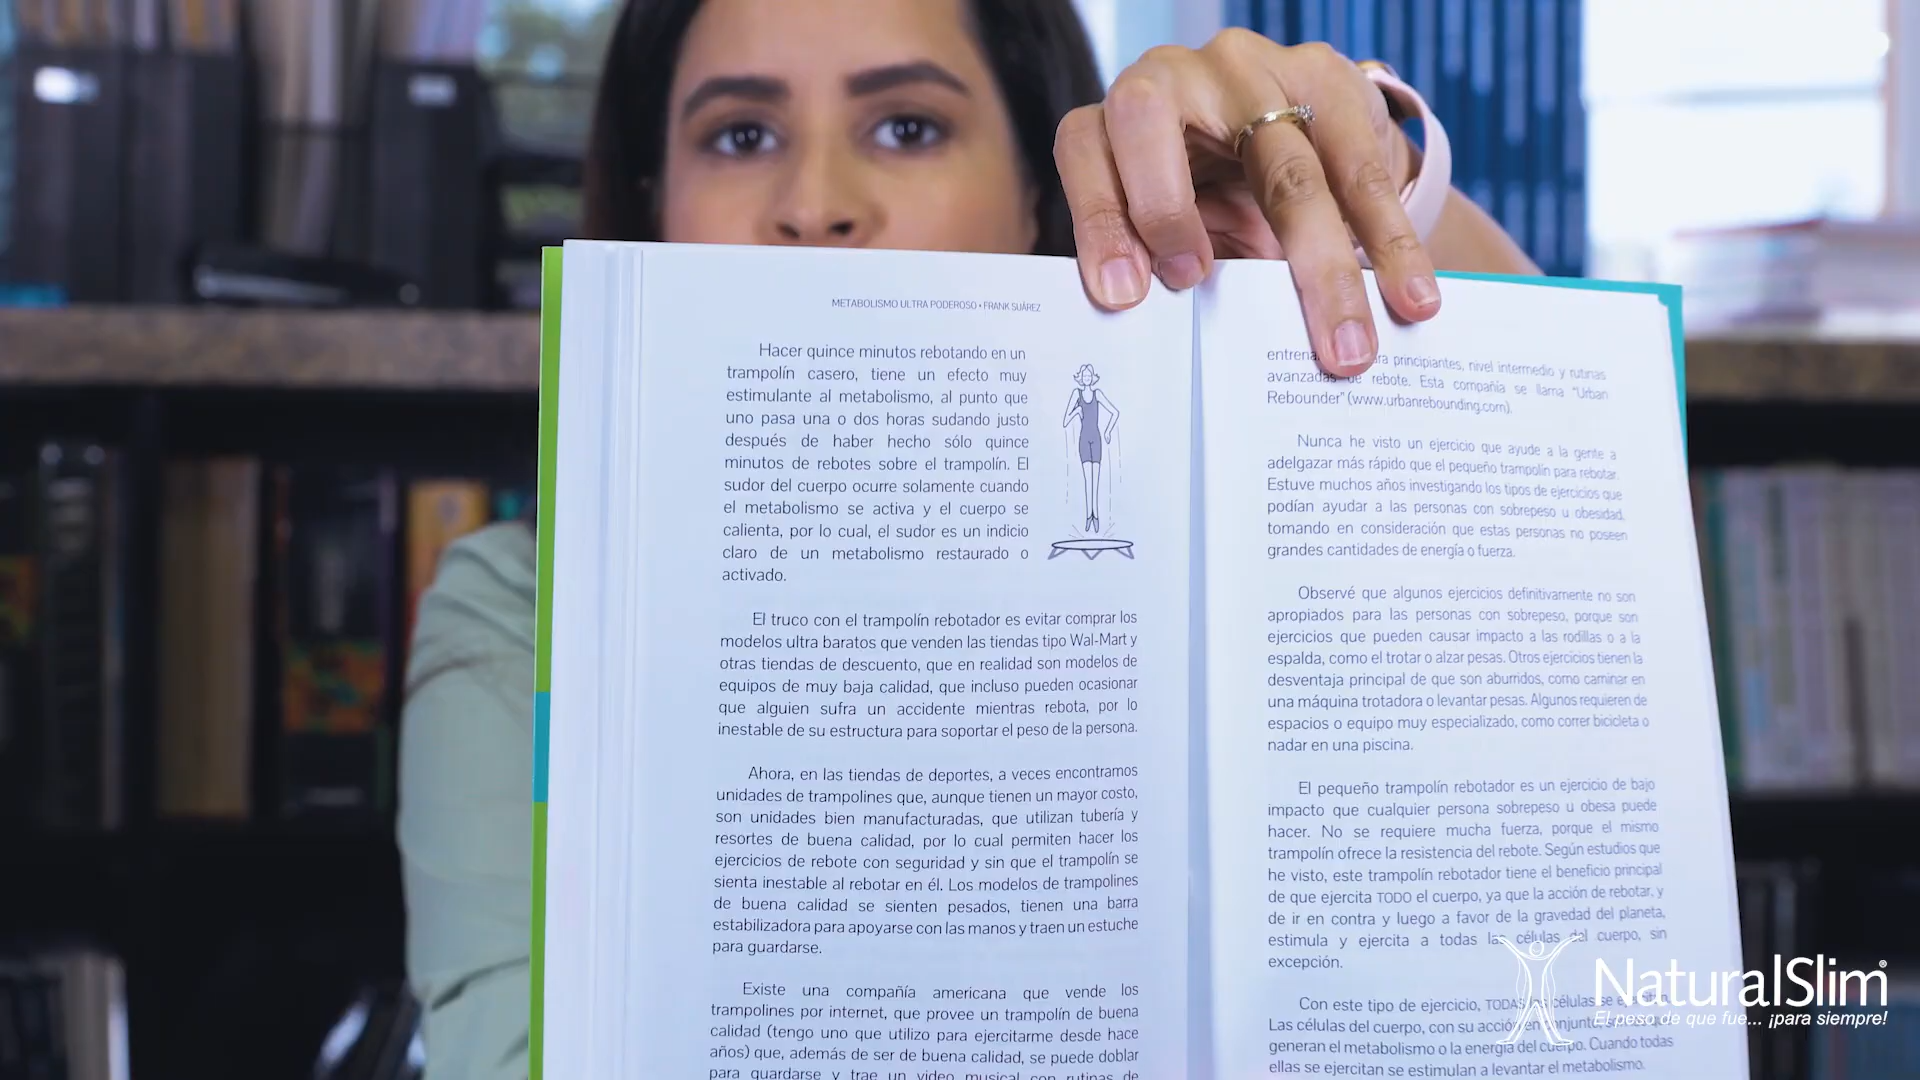 METABOLISMO ULTRA PODEROSO • FRANK SUÁREZ
Hacer quince minutos rebotando en un
trampolín casero, tiene un efecto muy
estimulante al metabolismo, al punto que
uno pasa una o dos horas sudando justo
después de haber hecho sólo quince
minutos de rebotes sobre el trampolín. El
sudor del cuerpo ocurre solamente cuando
el metabolismo se activa y el cuerpo se
calienta, por lo cual, el sudor es un indicio
claro de un metabolismo restaurado o
activado.
El truco con el trampolín rebotador es evitar comprar los
modelos ultra baratos que venden las tiendas tipo Wal-Mart y
otras tiendas de descuento, que en realidad son modelos de
equipos de muy baja calidad, que incluso pueden ocasionar
que alguien sufra un accidente mientras rebota, por lo
inestable de su estructura para soportar el peso de la persona.
Ahora, en las tiendas de deportes, a veces encontramos
unidades de trampolines que, aunque tienen un mayor costo,
son unidades bien manufacturadas, que utilizan tubería y
resortes de buena calidad, por lo cual permiten hacer los
ejercicios de rebote con seguridad y sin que el trampolín se
sienta inestable al rebotar en él. Los modelos de trampolines
de buena calidad se sienten pesados, tienen una barra
estabilizadora para apoyarse con las manos y traen un estuche
para guardarse.
Existe una compañía americana que vende los
trampolines por internet, que provee un trampolín de buena
calidad (tengo uno que utilizo para ejercitarme desde hace
años) que, además de ser de buena calidad, se puede doblar
para guardarse y trae un video musical con rutinas de
principiantes, nivel intermedio y rutinas
avanzadas de rebote. Esta compañía se llama "Urban
Rebounder" (www.urbanrebounding.com).
Nunca he visto un ejercicio que ayude a la gente a
adelgazar más rápido que el pequeño trampolín para rebotar.
Estuve muchos años investigando los tipos de ejercicios que
podían ayudar a las personas con sobrepeso u obesidad,
tomando en consideración que estas personas no poseen
grandes cantidades de energía o fuerza.
Observé que algunos ejercicios definitivamente no son
apropiados para las personas con sobrepeso, porque son
ejercicios que pueden causar impacto a las rodillas o a la
espalda, como el trotar o alzar pesas. Otros ejercicios tienen la
desventaja principal de que son aburridos, como caminar en
una máquina trotadora o levantar pesas. Algunos requieren de
espacios o equipo muy especializado, como correr bicicleta o
nadar en una piscina.
El pequeño trampolín rebotador es un ejercicio de bajo
impacto que cualquier persona sobrepeso u obesa puede
hacer. No se requiere mucha fuerza, porque el mismo
trampolín ofrece la resistencia del rebote. Según estudios que
he visto, este trampolín rebotador tiene el beneficio principal
de que ejercita TODO el cuerpo, ya que la acción de rebotar, y
de ir en contra y luego a favor de la gravedad del planeta,
estimula y ejercita a todas las células del cuerpo, sin
excepción.
Con este tipo de ejercicio, TODAS las células se ejercitan.
Las células del cuerpo, con su acción en conjunto,
generan el metabolismo o la energía del cuerpo. Cuando todas
ellas se ejercitan se estimulan a levantar el metabolismo.
NaturalSlim®
El peso de que fue... ¡para siempre!